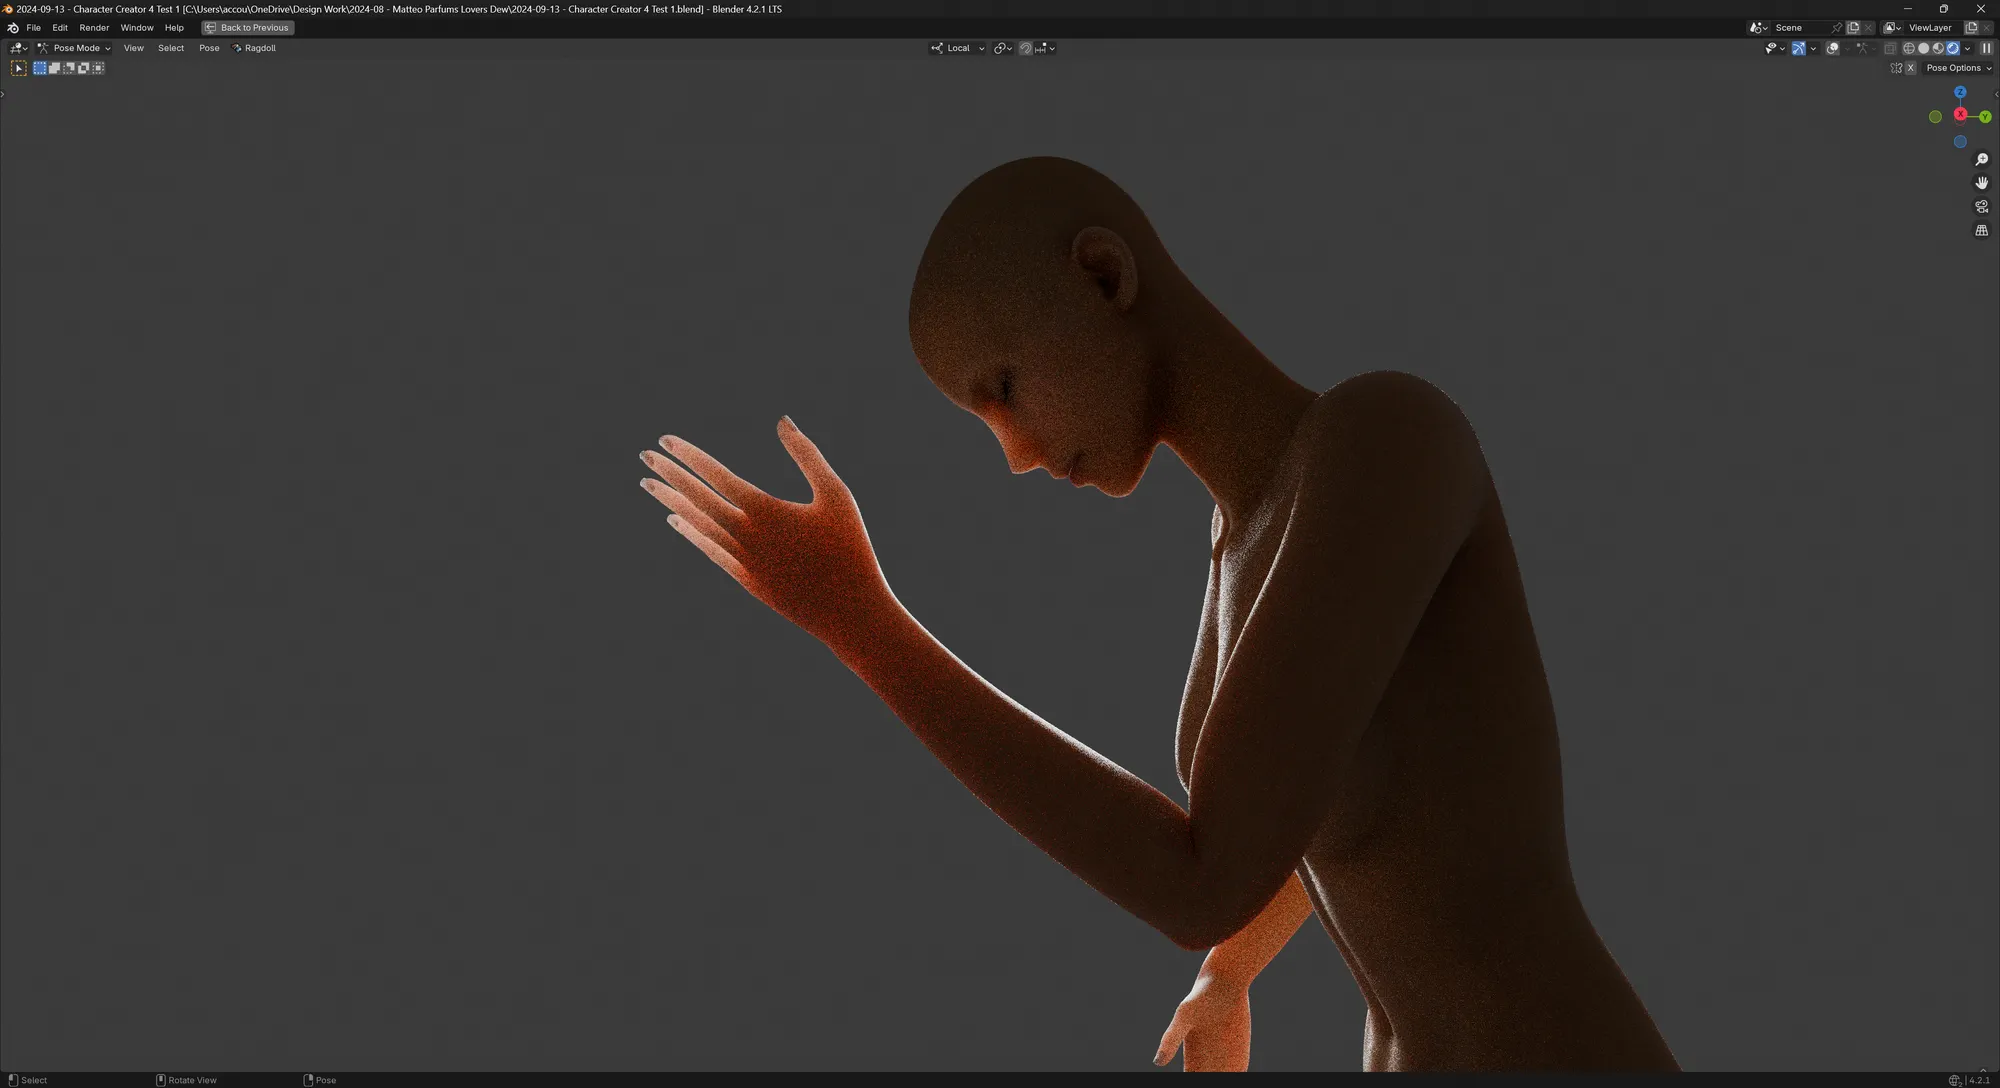 2024-09-13 - Character Creator 4 Test 1 [C:\Users\accou\OneDrive\Design Work\2024-08 - Matteo Parfums Lovers Dew\2024-09-13 - Character Creator 4 Test 1.blend] - Blender 4.2.1 LTS
File Edit Render Window Help Back to Previous Scene ViewLayer
Pose Mode View Select Pose Ragdoll Local
X Pose Options
Z
X Y
Select Rotate View Pose 4.2.1